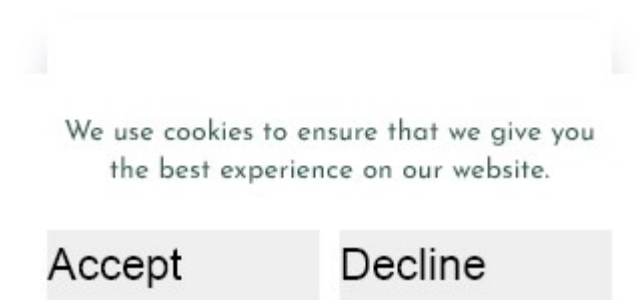 We use cookies to ensure that we give you
the best experience on our website.
Accept Decline